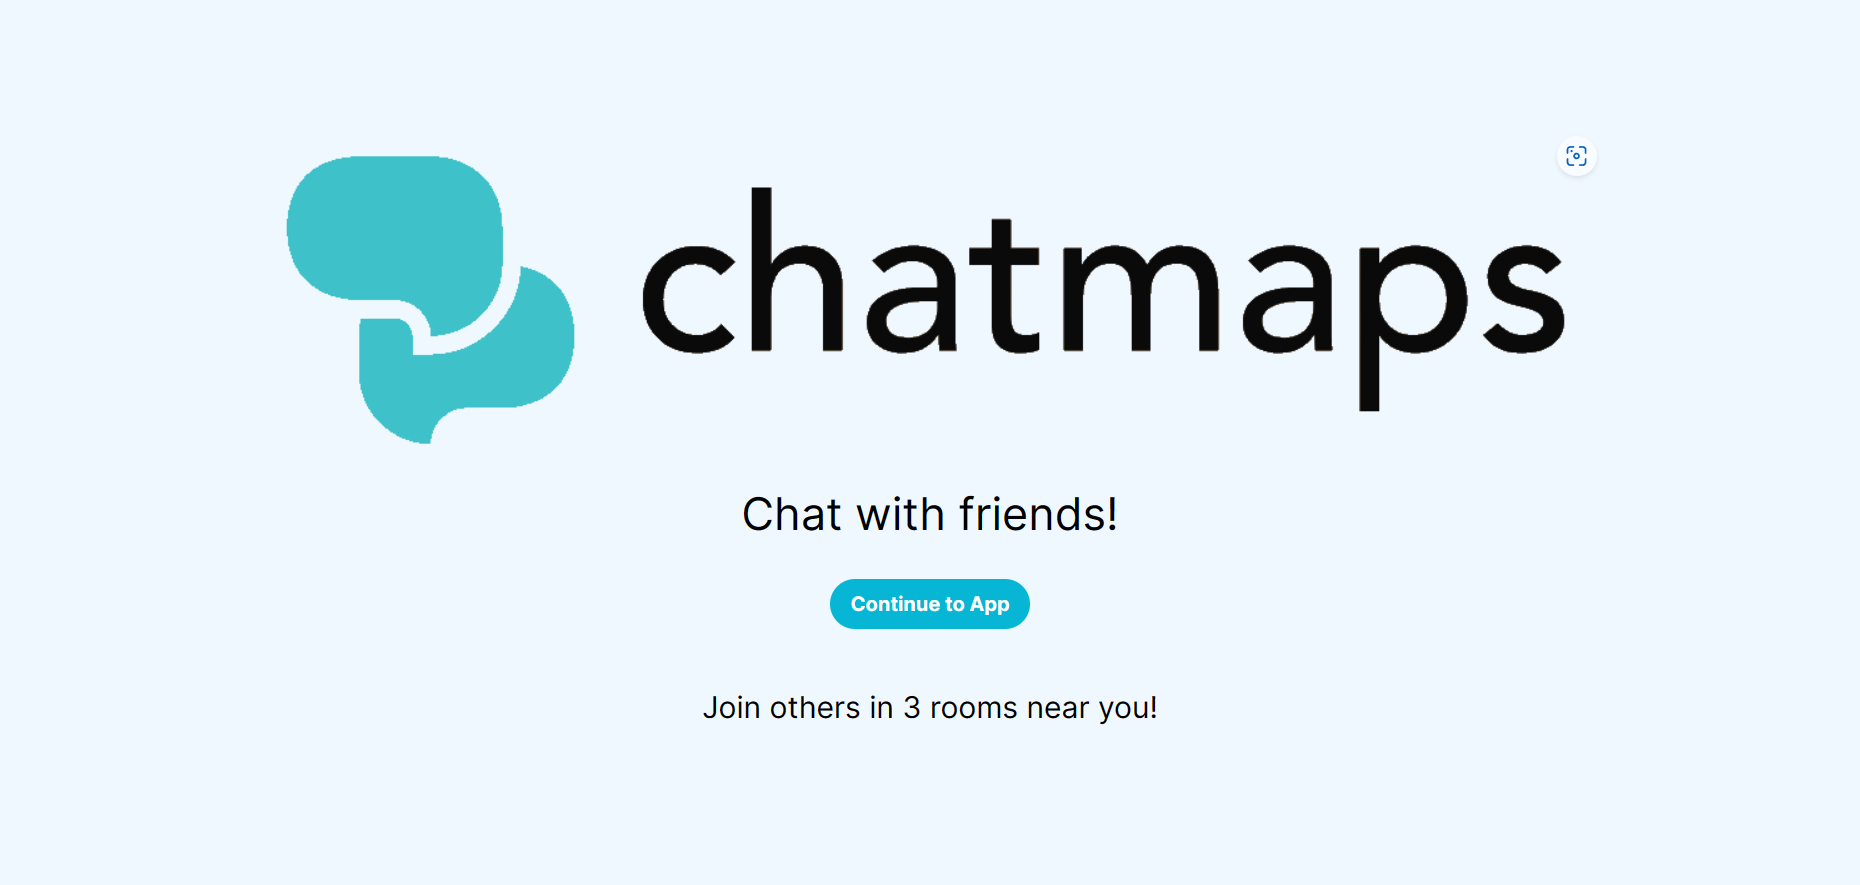 chatmaps
Chat with friends!
Continue to App
Join others in 3 rooms near you!